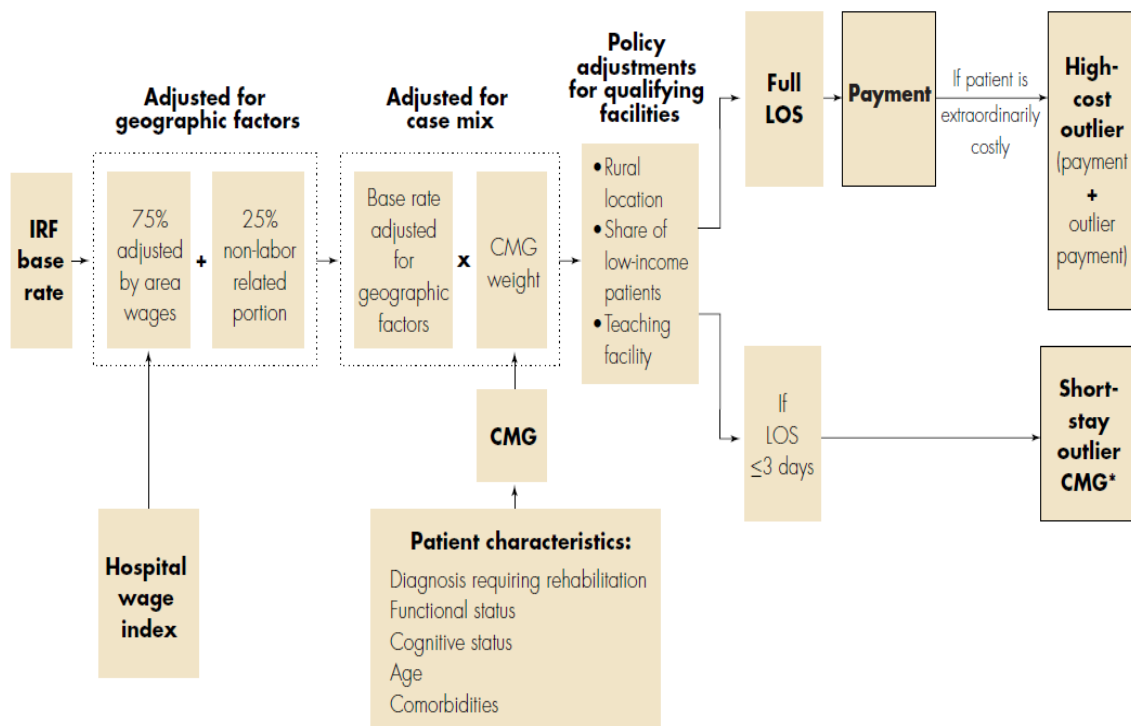 IRF
base
rate
Adjusted for
geographic factors
75%
adjusted
by area
wages
+
25%
non-labor
related
portion
Hospital
wage
index
Adjusted for
case mix
Base rate
adjusted
for
geographic
factors
x
CMG
weight
CMG
Patient characteristics:
Diagnosis requiring rehabilitation
Functional status
Cognitive status
Age
Comorbidities
Policy
adjustments
for qualifying
facilities
•Rural
location
•Share of
low-income
patients
•Teaching
facility
Full
LOS
Payment
If patient is
extraordinarily
costly
High-
cost
outlier
(payment
+
outlier
payment)
If
LOS
≤3 days
Short-
stay
outlier
CMG*